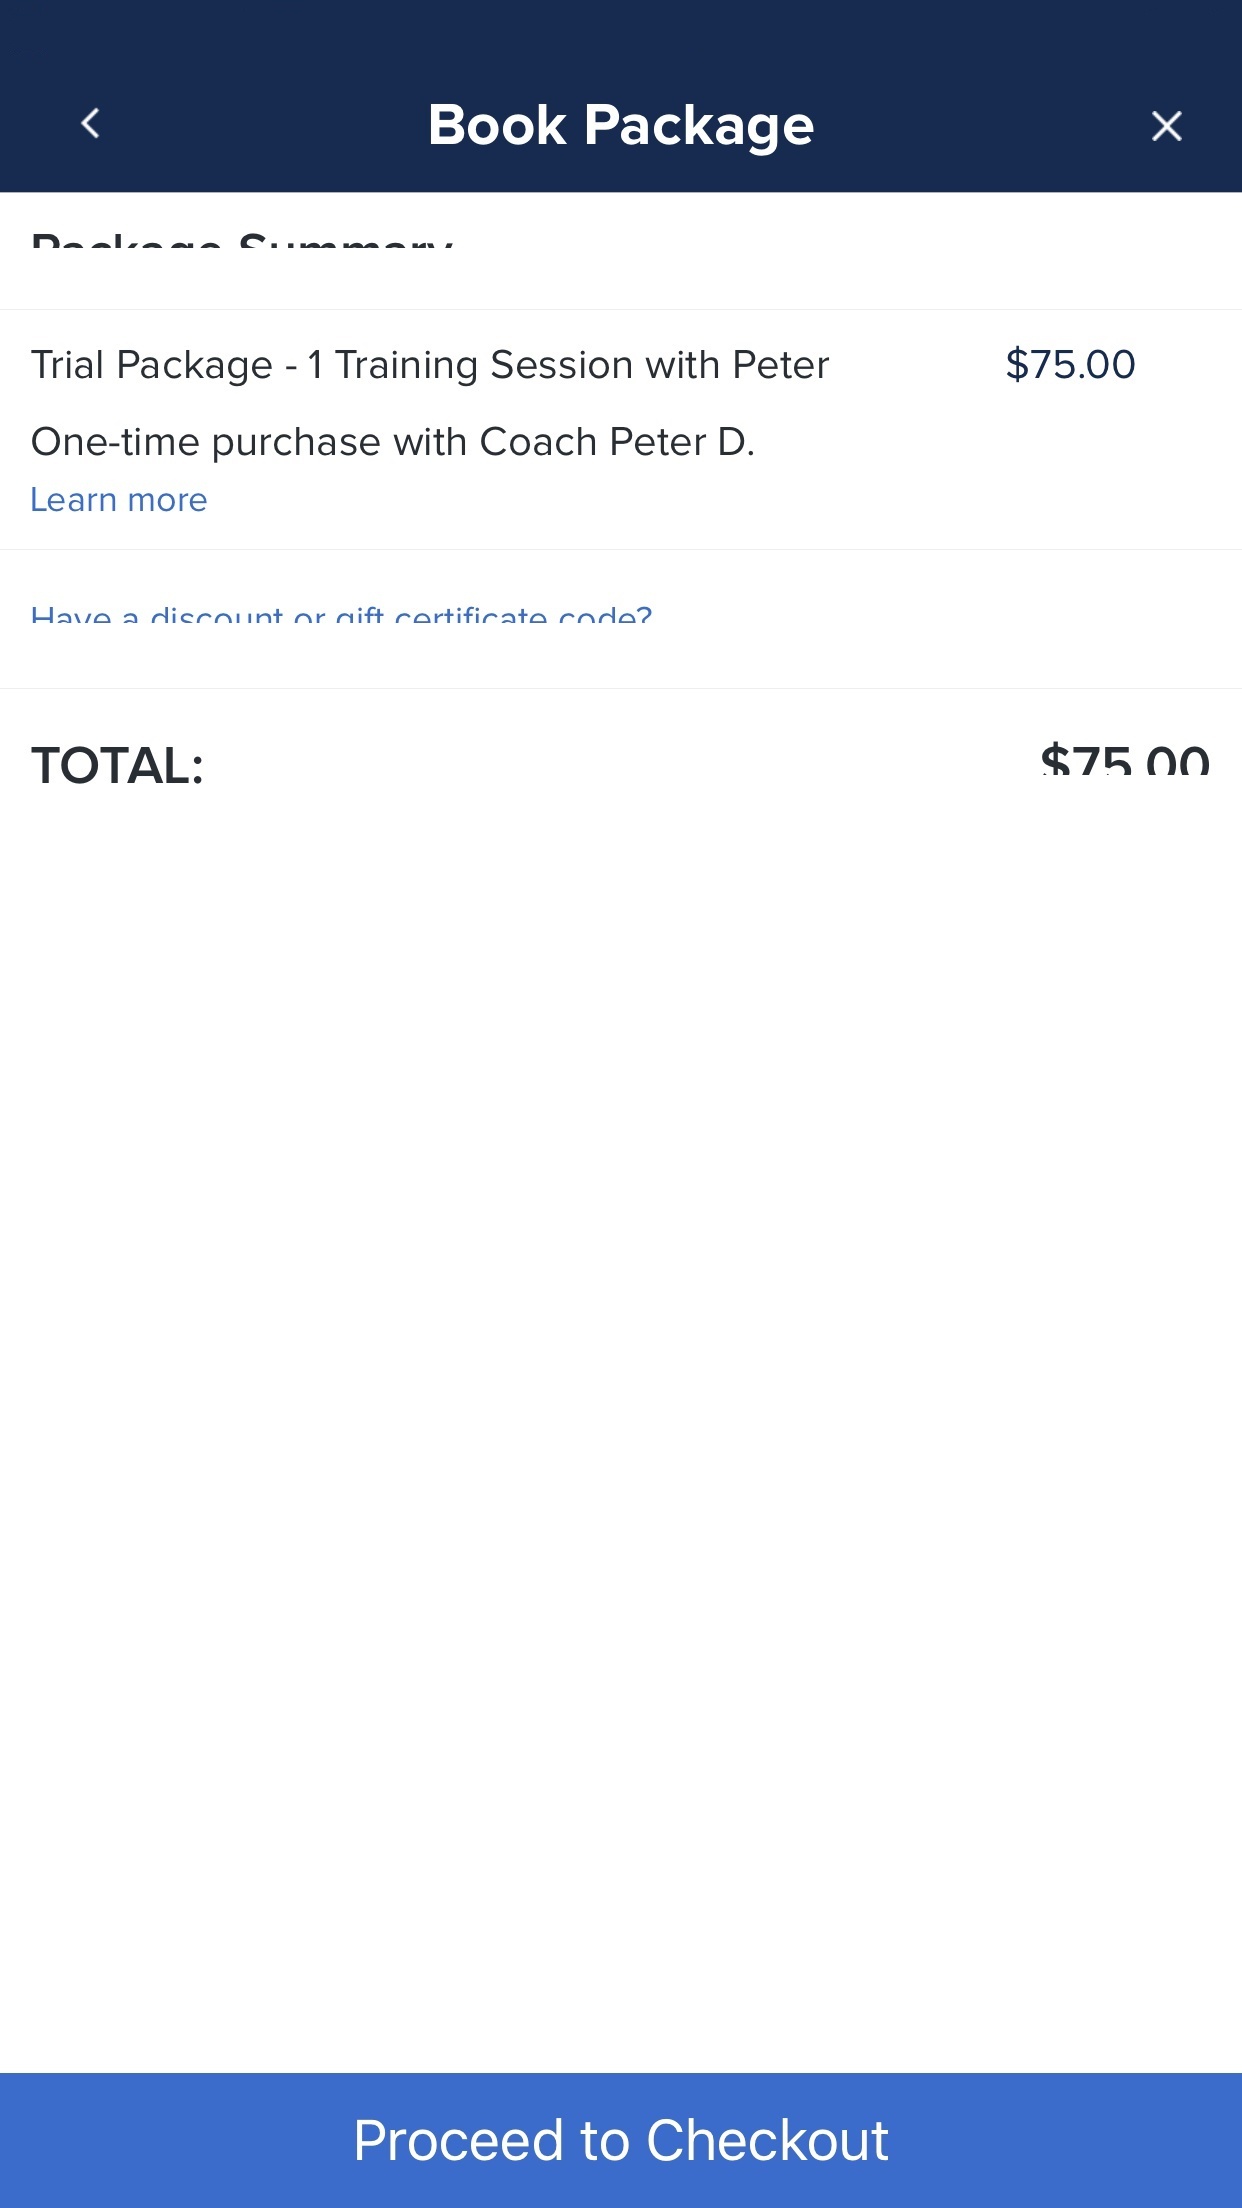 Book Package
Package Summary
Trial Package - 1 Training Session with Peter
$75.00
One-time purchase with Coach Peter D.
Learn more
Have a discount or gift certificate code?
TOTAL:
$75.00
Proceed to Checkout